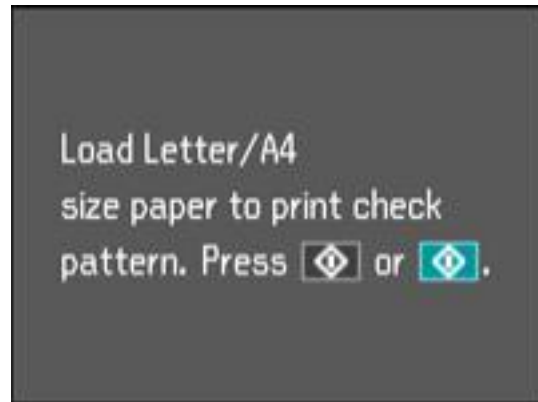 Load Letter/A4
size paper to print check
pattern. Press or .